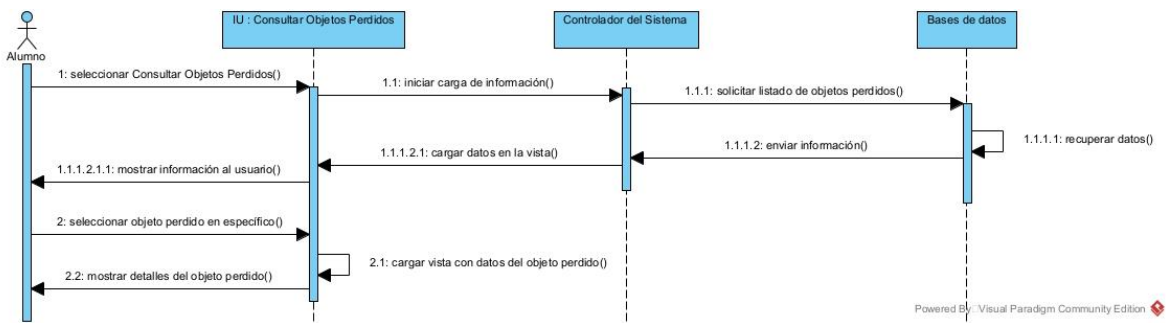 IU : Consultar Objetos Perdidos
Controlador del Sistema
Bases de datos
Alumno
1: seleccionar Consultar Objetos Perdidos()
1.1: iniciar carga de información()
1.1.1: solicitar listado de objetos perdidos()
1.1.1.1: recuperar datos()
1.1.1.2: enviar información()
1.1.1.2.1: cargar datos en la vista()
1.1.1.2.1.1: mostrar información al usuario()
2: seleccionar objeto perdido en específico()
2.1: cargar vista con datos del objeto perdido()
2.2: mostrar detalles del objeto perdido()
Powered By Visual Paradigm Community Edition